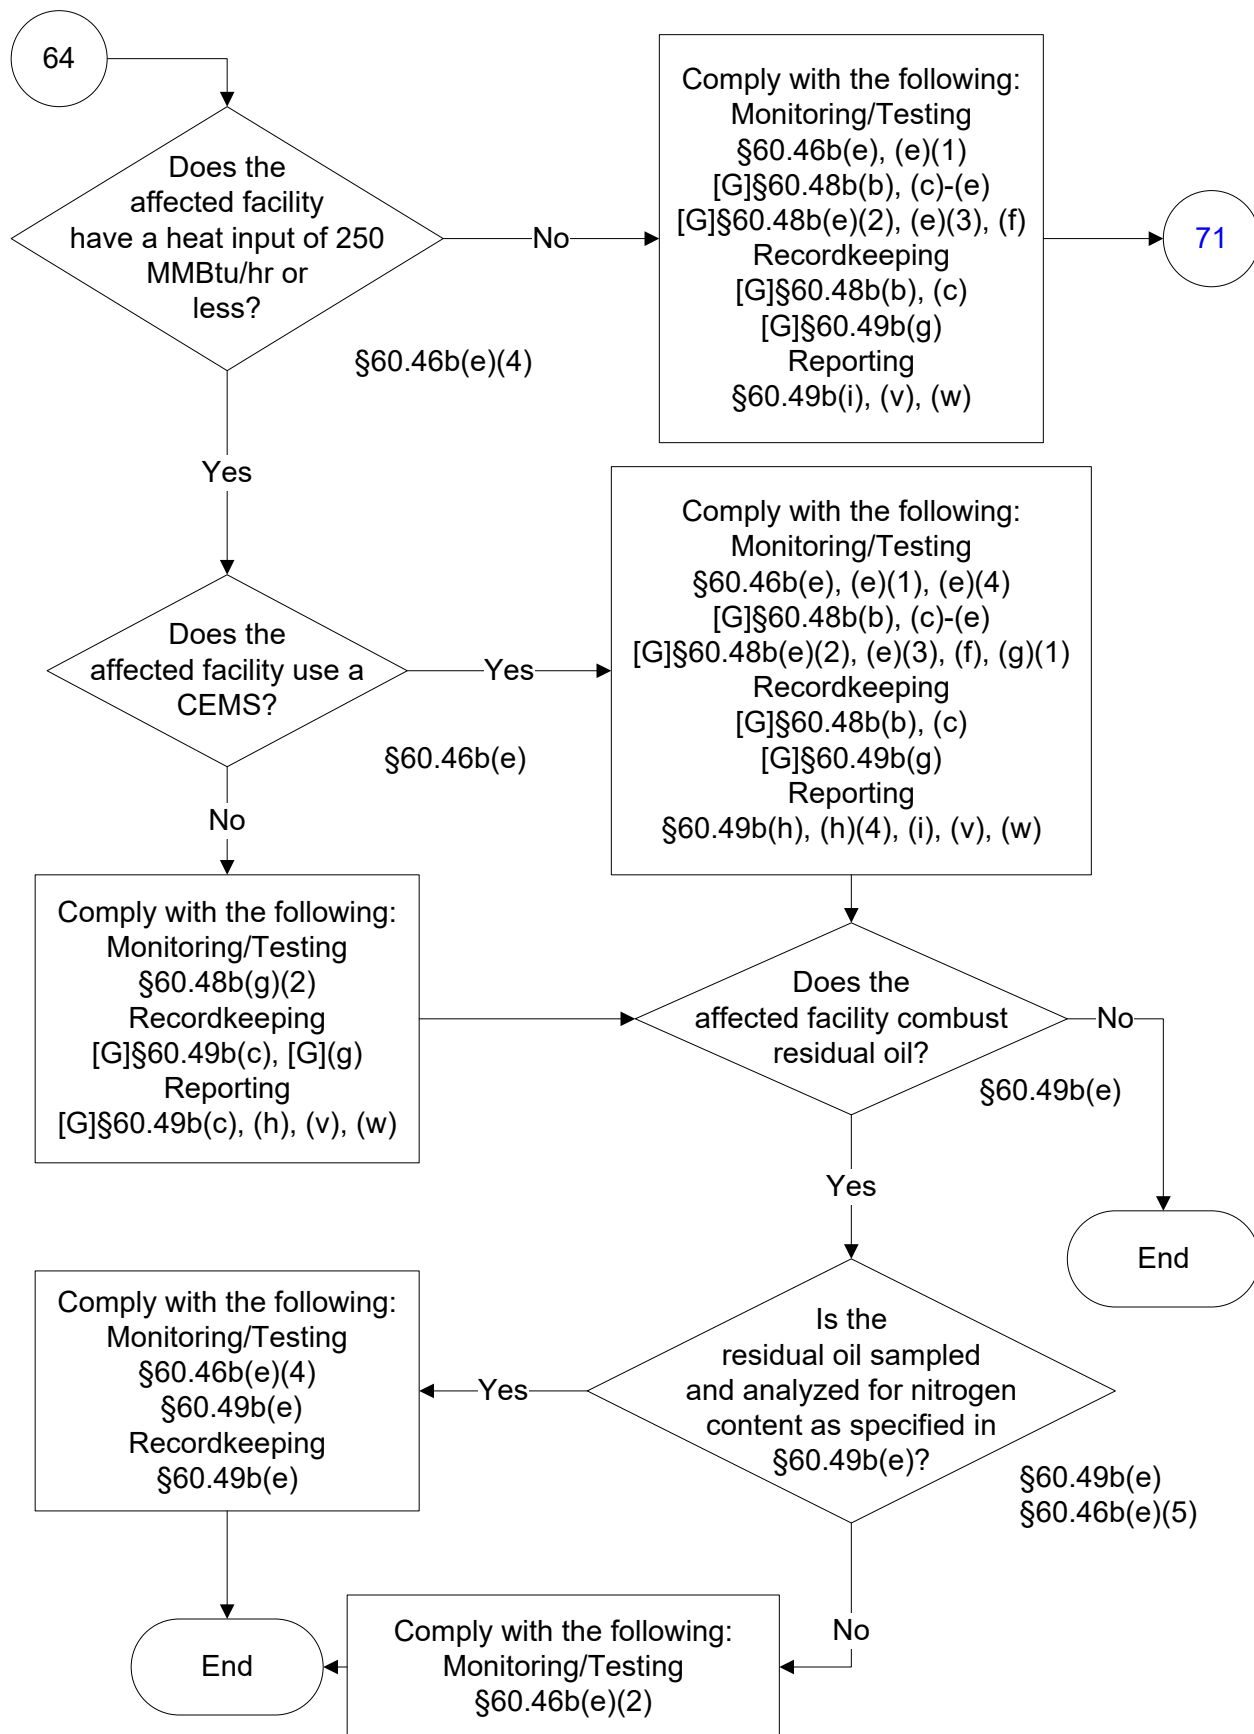 64
Does the
affected facility
have a heat input of 250
MMBtu/hr or
less?
§60.46b(e)(4)
No
Comply with the following:
Monitoring/Testing
§60.46b(e), (e)(1)
[G]§60.48b(b), (c)-(e)
[G]§60.48b(e)(2), (e)(3), (f)
Recordkeeping
[G]§60.48b(b), (c)
[G]§60.49b(g)
Reporting
§60.49b(i), (v), (w)
71
Yes
Does the
affected facility use a
CEMS?
§60.46b(e)
Yes
Comply with the following:
Monitoring/Testing
§60.46b(e), (e)(1), (e)(4)
[G]§60.48b(b), (c)-(e)
[G]§60.48b(e)(2), (e)(3), (f), (g)(1)
Recordkeeping
[G]§60.48b(b), (c)
[G]§60.49b(g)
Reporting
§60.49b(h), (h)(4), (i), (v), (w)
No
Comply with the following:
Monitoring/Testing
§60.48b(g)(2)
Recordkeeping
[G]§60.49b(c), [G](g)
Reporting
[G]§60.49b(c), (h), (v), (w)
Does the
affected facility combust
residual oil?
§60.49b(e)
No
End
Yes
Is the
residual oil sampled
and analyzed for nitrogen
content as specified in
§60.49b(e)?
§60.49b(e)
§60.46b(e)(5)
Yes
Comply with the following:
Monitoring/Testing
§60.46b(e)(4)
§60.49b(e)
Recordkeeping
§60.49b(e)
No
Comply with the following:
Monitoring/Testing
§60.46b(e)(2)
End